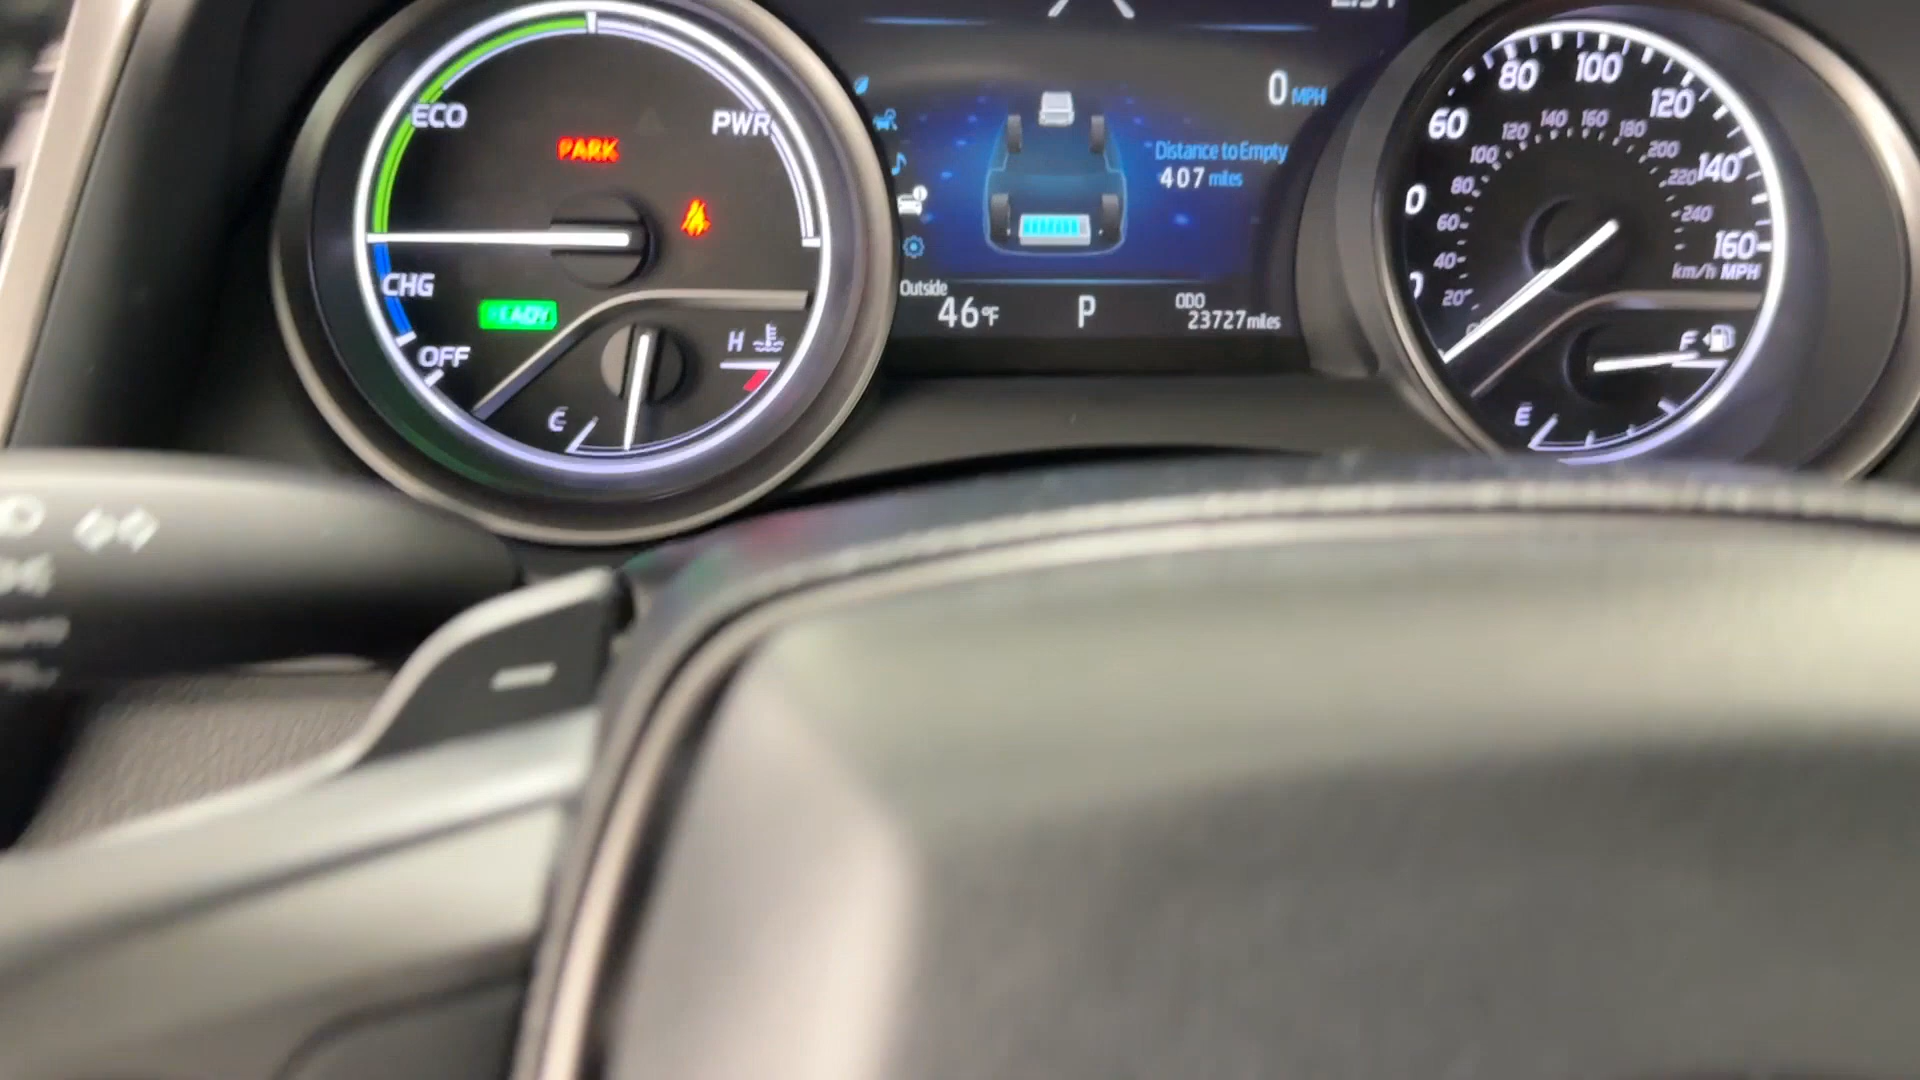 ECO
PWR
PARK
CHG
READY
OFF
H
C
0 MPH
Distance to Empty
407 miles
Outside
46°F
P
ODO
23727 miles
60
80
100
120
140
160
km/h MPH
20
40
60
80
100
120
140
160
180
200
220
240
F
E